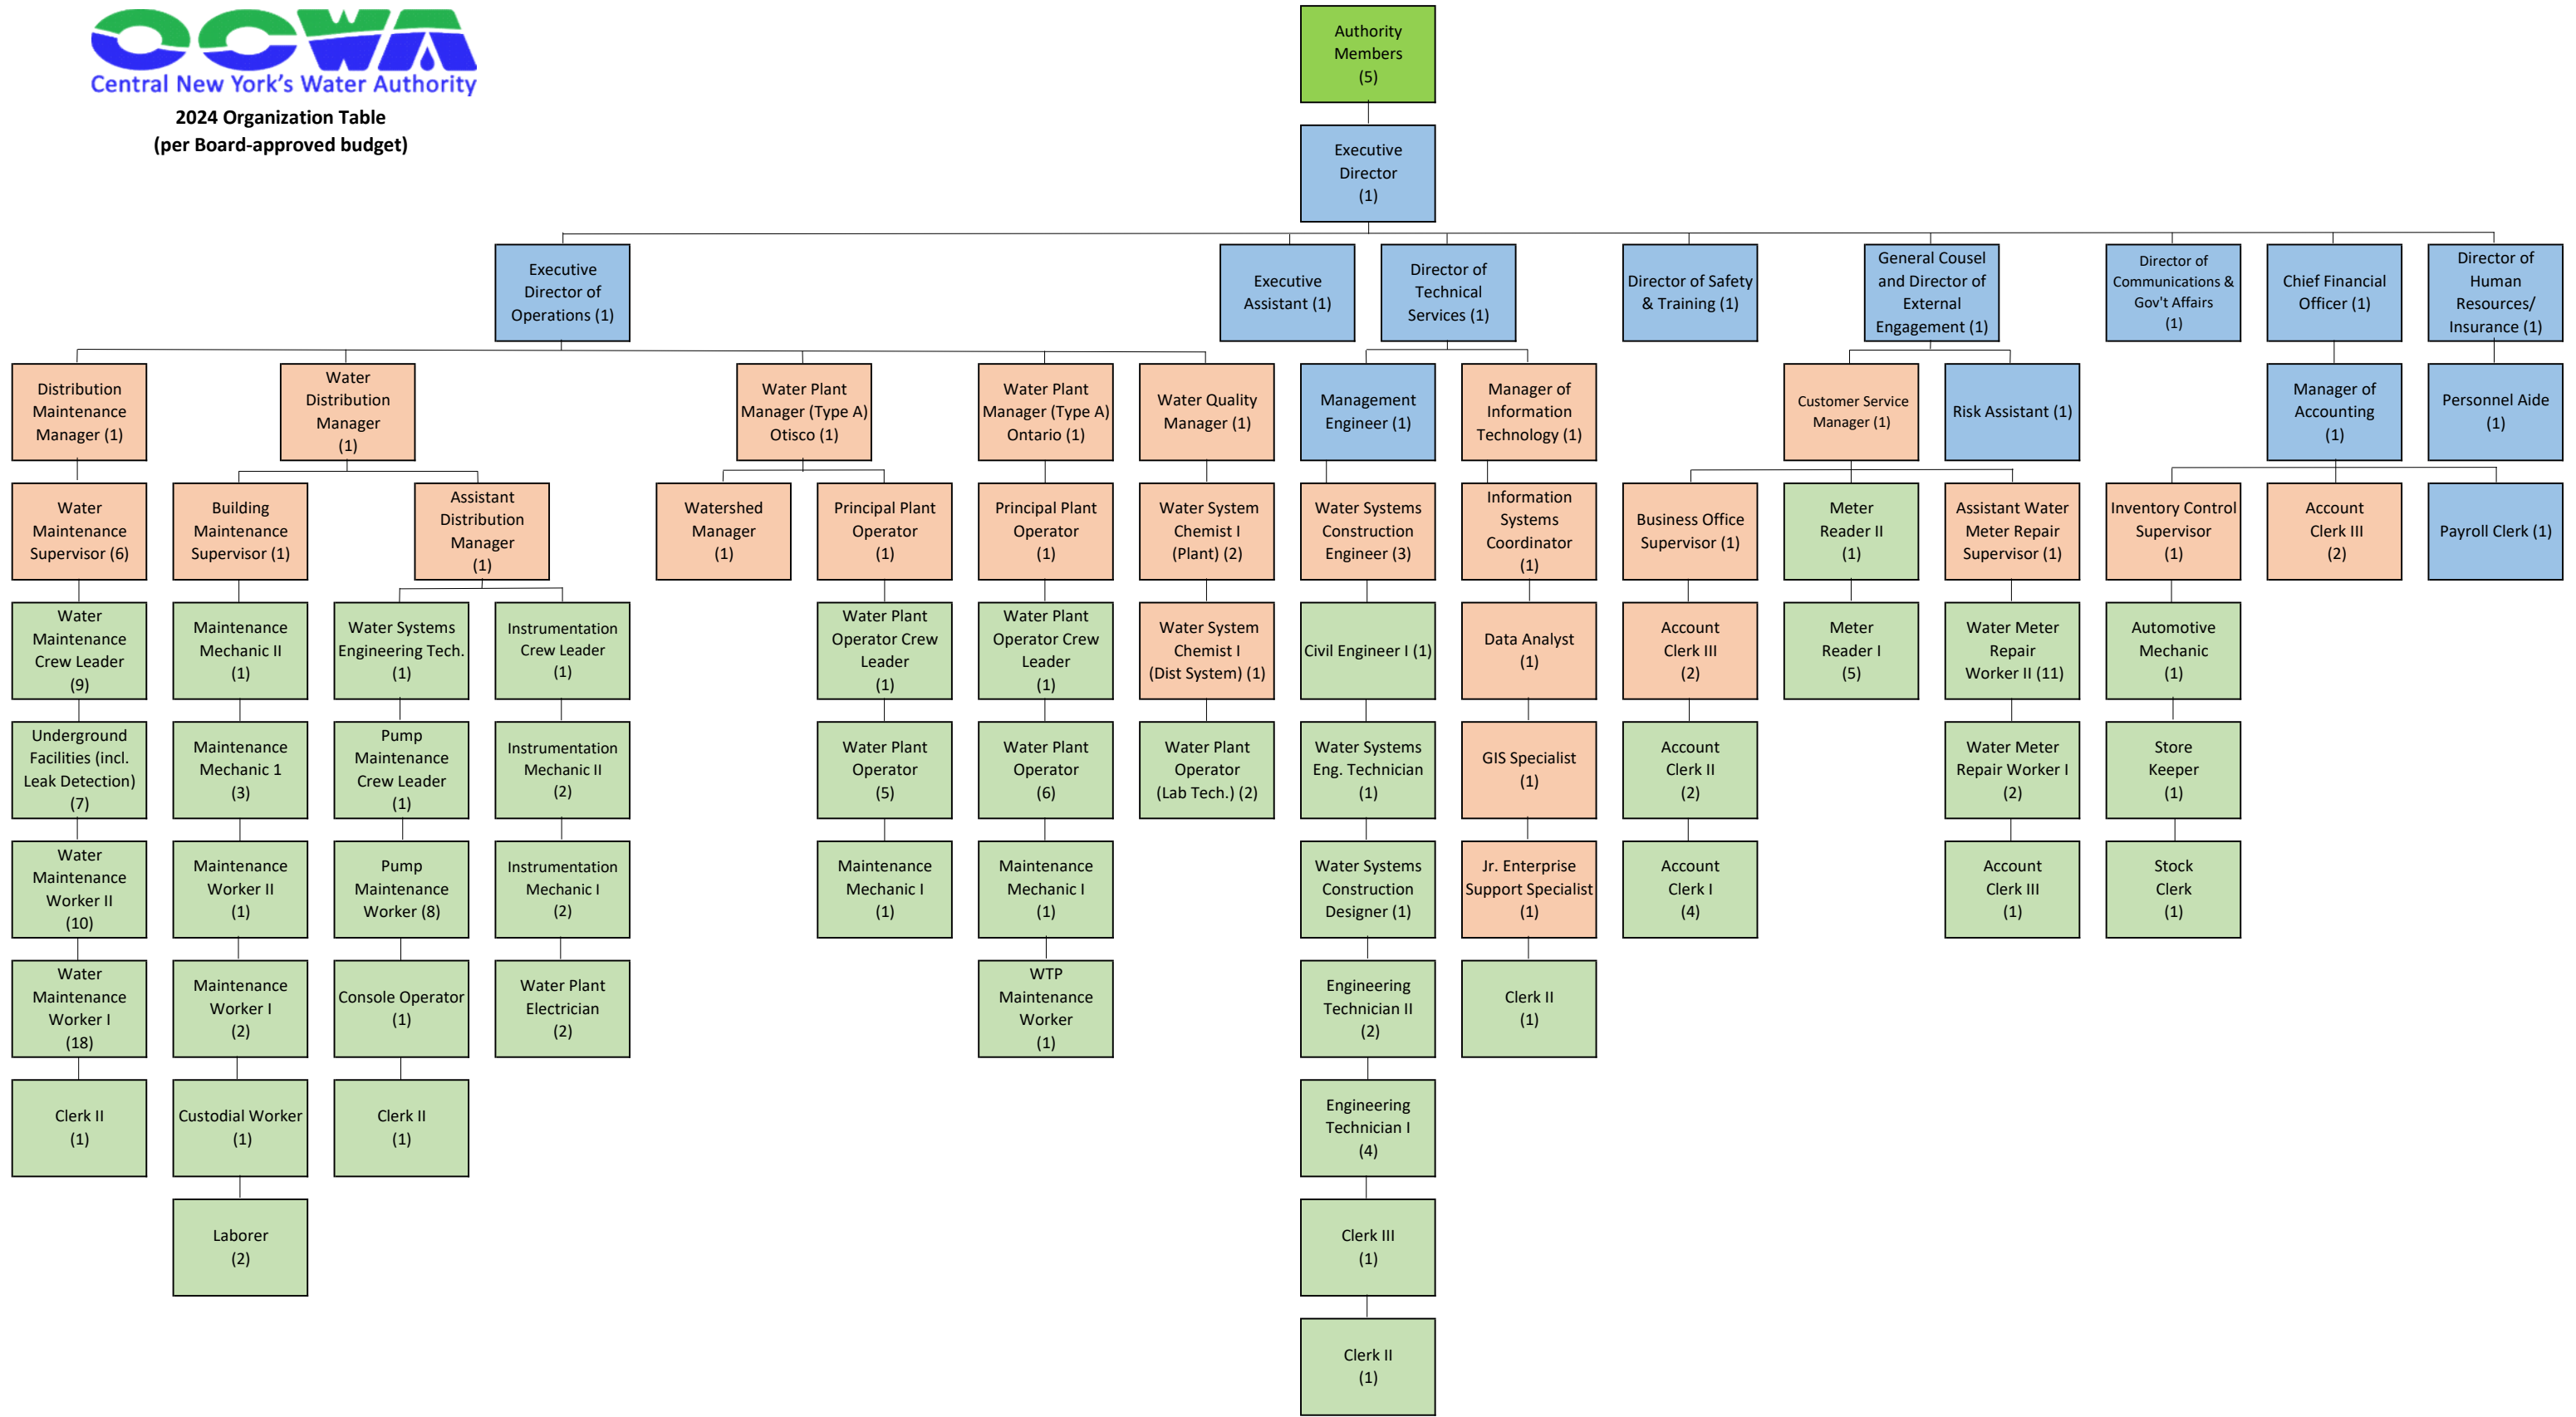 OCWA
Central New York's Water Authority
2024 Organization Table
(per Board-approved budget)
Authority
Members
(5)
Executive
Director
(1)
Executive
Director of
Operations (1)
Executive
Assistant (1)
Director of
Technical
Services (1)
Director of Safety
& Training (1)
General Cousel
and Director of
External
Engagement (1)
Director of
Communications &
Gov't Affairs
(1)
Chief Financial
Officer (1)
Director of
Human
Resources/
Insurance (1)
Distribution
Maintenance
Manager (1)
Water
Distribution
Manager
(1)
Water Plant
Manager (Type A)
Otisco (1)
Water Plant
Manager (Type A)
Ontario (1)
Water Quality
Manager (1)
Management
Engineer (1)
Manager of
Information
Technology (1)
Customer Service
Manager (1)
Risk Assistant (1)
Manager of
Accounting
(1)
Personnel Aide
(1)
Water
Maintenance
Supervisor (6)
Building
Maintenance
Supervisor (1)
Assistant
Distribution
Manager
(1)
Watershed
Manager
(1)
Principal Plant
Operator
(1)
Principal Plant
Operator
(1)
Water System
Chemist I
(Plant) (2)
Water Systems
Construction
Engineer (3)
Information
Systems
Coordinator
(1)
Business Office
Supervisor (1)
Meter
Reader II
(1)
Assistant Water
Meter Repair
Supervisor (1)
Inventory Control
Supervisor
(1)
Account
Clerk III
(2)
Payroll Clerk (1)
Water
Maintenance
Crew Leader
(9)
Maintenance
Mechanic II
(1)
Water Systems
Engineering Tech.
(1)
Instrumentation
Crew Leader
(1)
Water Plant
Operator Crew
Leader
(1)
Water Plant
Operator Crew
Leader
(1)
Water System
Chemist I
(Dist System) (1)
Civil Engineer I (1)
Data Analyst
(1)
Account
Clerk III
(2)
Meter
Reader I
(5)
Water Meter
Repair
Worker II (11)
Automotive
Mechanic
(1)
Underground
Facilities (incl.
Leak Detection)
(7)
Maintenance
Mechanic 1
(3)
Pump
Maintenance
Crew Leader
(1)
Instrumentation
Mechanic II
(2)
Water Plant
Operator
(5)
Water Plant
Operator
(6)
Water Plant
Operator
(Lab Tech.) (2)
Water Systems
Eng. Technician
(1)
GIS Specialist
(1)
Account
Clerk II
(2)
Water Meter
Repair Worker I
(2)
Store
Keeper
(1)
Water
Maintenance
Worker II
(10)
Maintenance
Worker II
(1)
Pump
Maintenance
Worker (8)
Instrumentation
Mechanic I
(2)
Maintenance
Mechanic I
(1)
Maintenance
Mechanic I
(1)
Water Systems
Construction
Designer (1)
Jr. Enterprise
Support Specialist
(1)
Account
Clerk I
(4)
Account
Clerk III
(1)
Stock
Clerk
(1)
Water
Maintenance
Worker I
(18)
Maintenance
Worker I
(2)
Console Operator
(1)
Water Plant
Electrician
(2)
WTP
Maintenance
Worker
(1)
Engineering
Technician II
(2)
Clerk II
(1)
Clerk II
(1)
Custodial Worker
(1)
Clerk II
(1)
Engineering
Technician I
(4)
Laborer
(2)
Clerk III
(1)
Clerk II
(1)